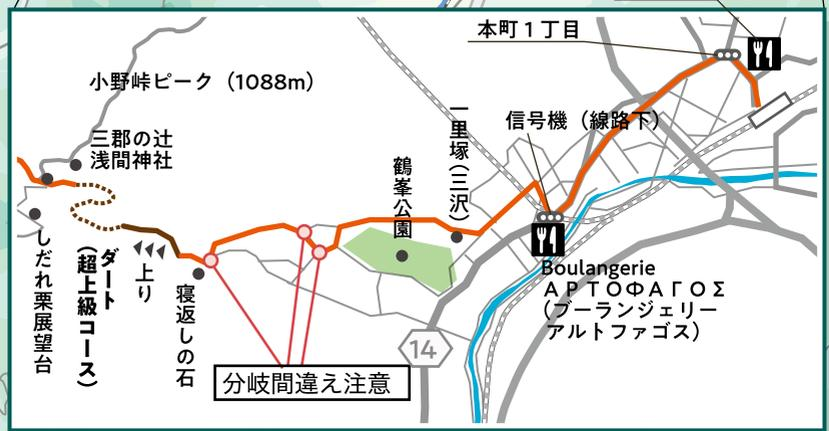 本町１丁目
小野峠ピーク（1088m）
信号機（線路下）
一里塚（三沢）
三郡の辻
浅間神社
鶴峯公園
しだれ栗展望台
ダート
（超上級コース）
上り
寝返しの石
Boulangerie
ΑΡΤΟΦΑΓΟΣ
（ブーランジェリー
アルトファゴス）
14
分岐間違え注意